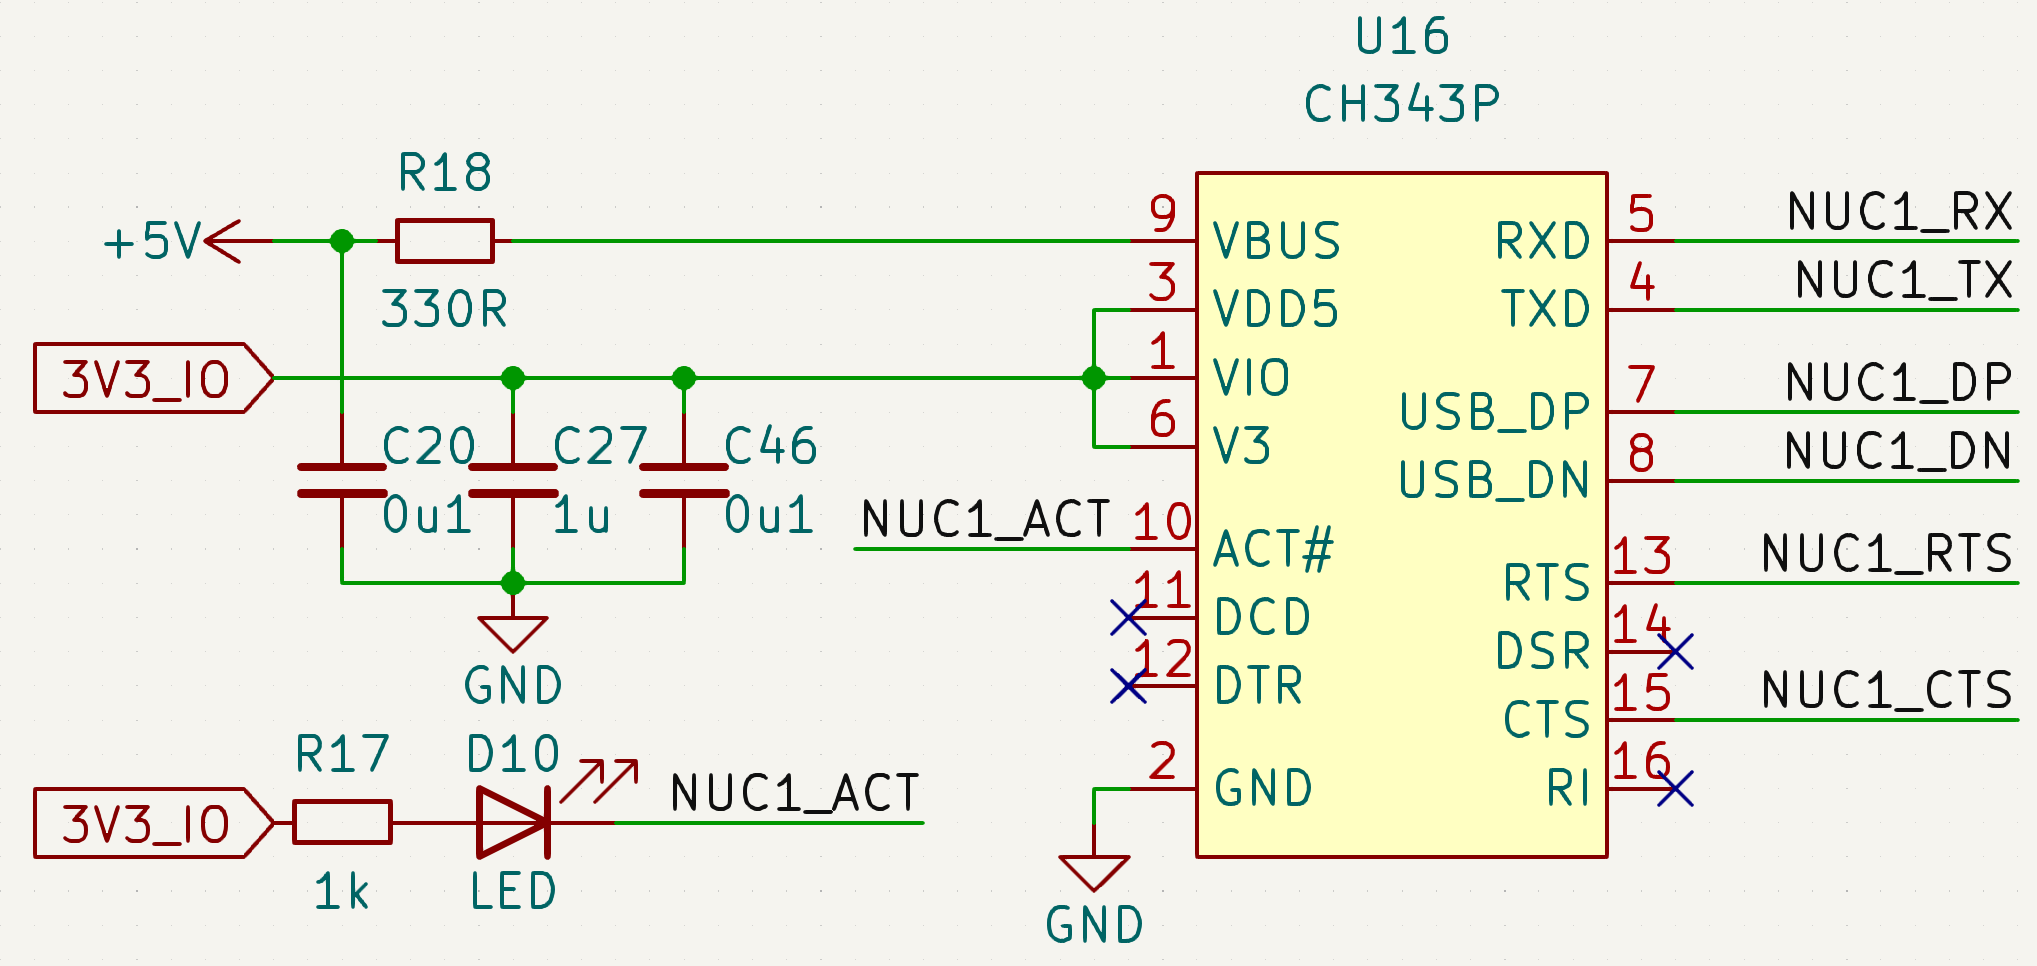 U16
CH343P
R18
+5V
330R
3V3_IO
C20
0u1
C27
1u
C46
0u1
GND
NUC1_ACT
R17
1k
3V3_IO
D10
LED
NUC1_ACT
GND
9 VBUS
3 VDD5
1 VIO
6 V3
10 ACT#
11 DCD
12 DTR
2 GND
RXD 5 NUC1_RX
TXD 4 NUC1_TX
USB_DP 7 NUC1_DP
USB_DN 8 NUC1_DN
RTS 13 NUC1_RTS
DSR 14
CTS 15 NUC1_CTS
RI 16